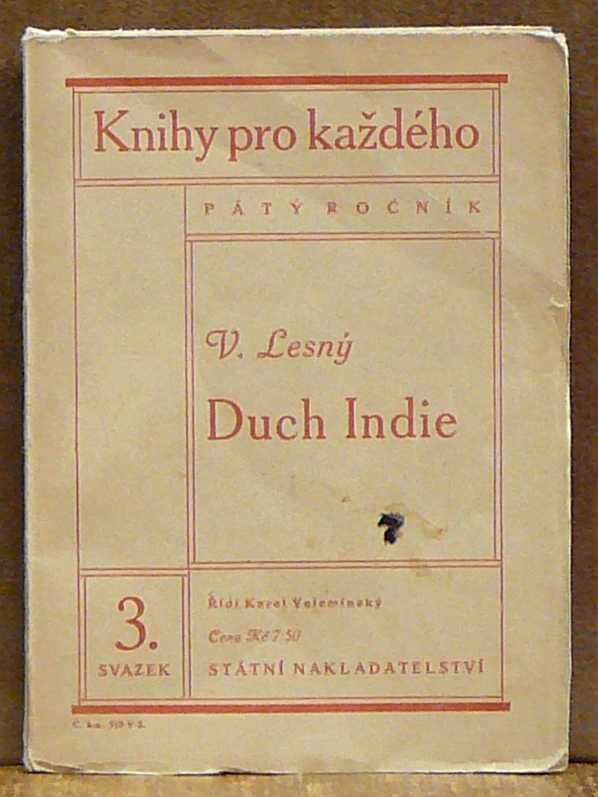 Knihy pro každého
PÁTÝ ROČNÍK
V. Lesný
Duch Indie
3.
SVAZEK
Řídí Karel Velemínský
Cena Kč 7·50
STÁTNÍ NAKLADATELSTVÍ